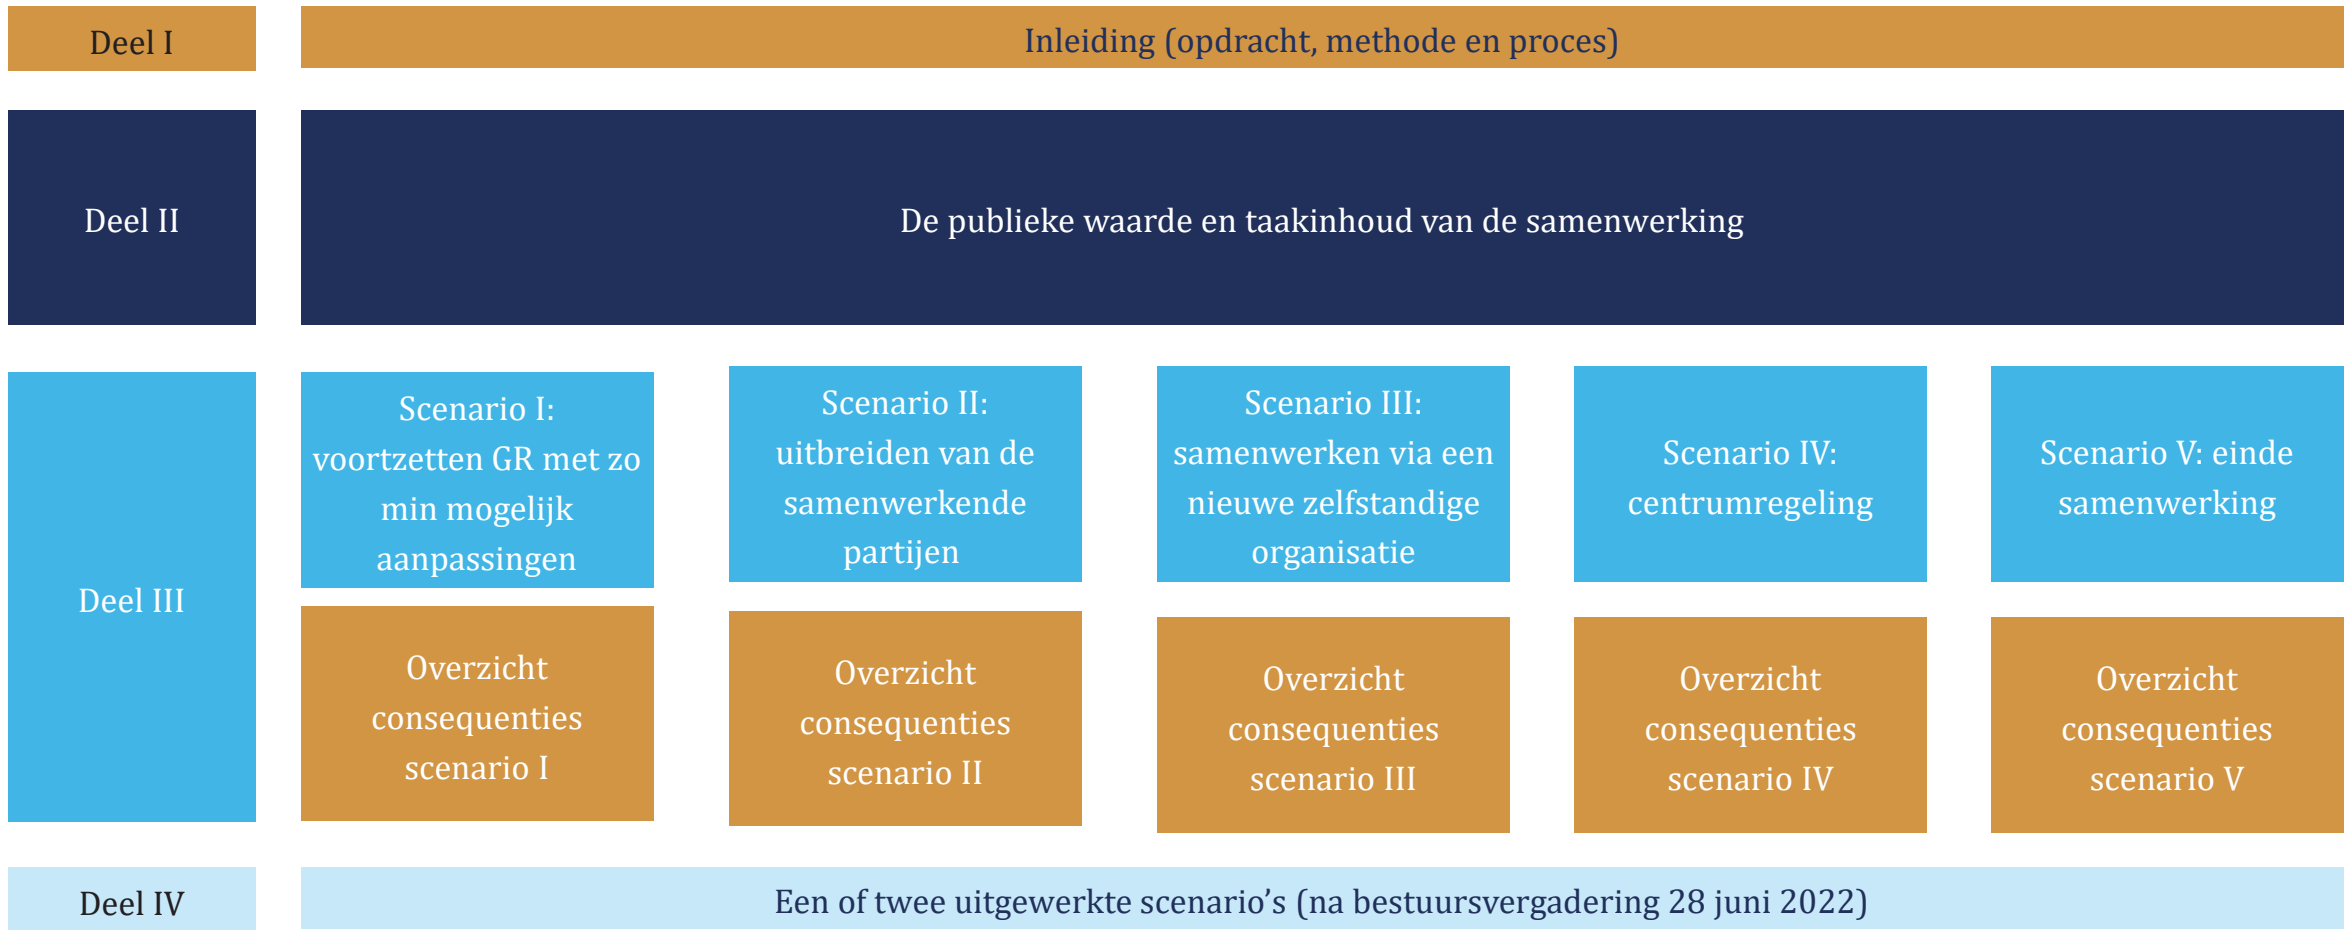 Deel I
Inleiding (opdracht, methode en proces)
Deel II
De publieke waarde en taakinhoud van de samenwerking
Deel III
Scenario I:
voortzetten GR met zo
min mogelijk
aanpassingen
Scenario II:
uitbreiden van de
samenwerkende
partijen
Scenario III:
samenwerken via een
nieuwe zelfstandige
organisatie
Scenario IV:
centrumregeling
Scenario V: einde
samenwerking
Overzicht
consequenties
scenario I
Overzicht
consequenties
scenario II
Overzicht
consequenties
scenario III
Overzicht
consequenties
scenario IV
Overzicht
consequenties
scenario V
Deel IV
Een of twee uitgewerkte scenario’s (na bestuursvergadering 28 juni 2022)